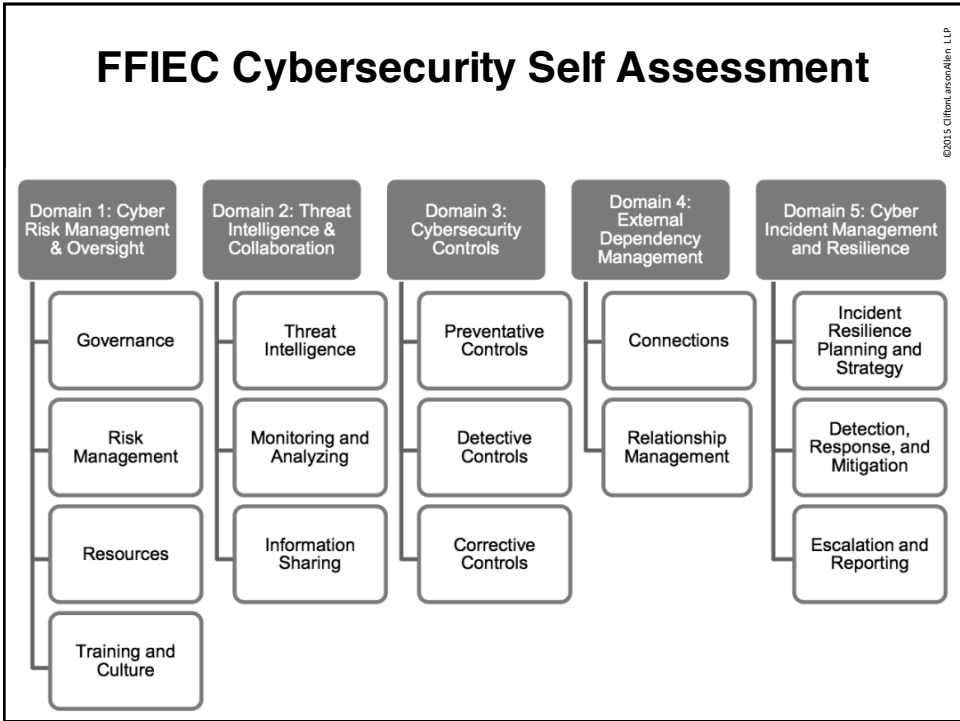 FFIEC Cybersecurity Self Assessment
©2015 CliftonLarsonAllen LLP
Domain 1: Cyber
Risk Management
& Oversight
Governance
Risk
Management
Resources
Training and
Culture
Domain 2: Threat
Intelligence &
Collaboration
Threat
Intelligence
Monitoring and
Analyzing
Information
Sharing
Domain 3:
Cybersecurity
Controls
Preventative
Controls
Detective
Controls
Corrective
Controls
Domain 4:
External
Dependency
Management
Connections
Relationship
Management
Domain 5: Cyber
Incident Management
and Resilience
Incident
Resilience
Planning and
Strategy
Detection,
Response, and
Mitigation
Escalation and
Reporting